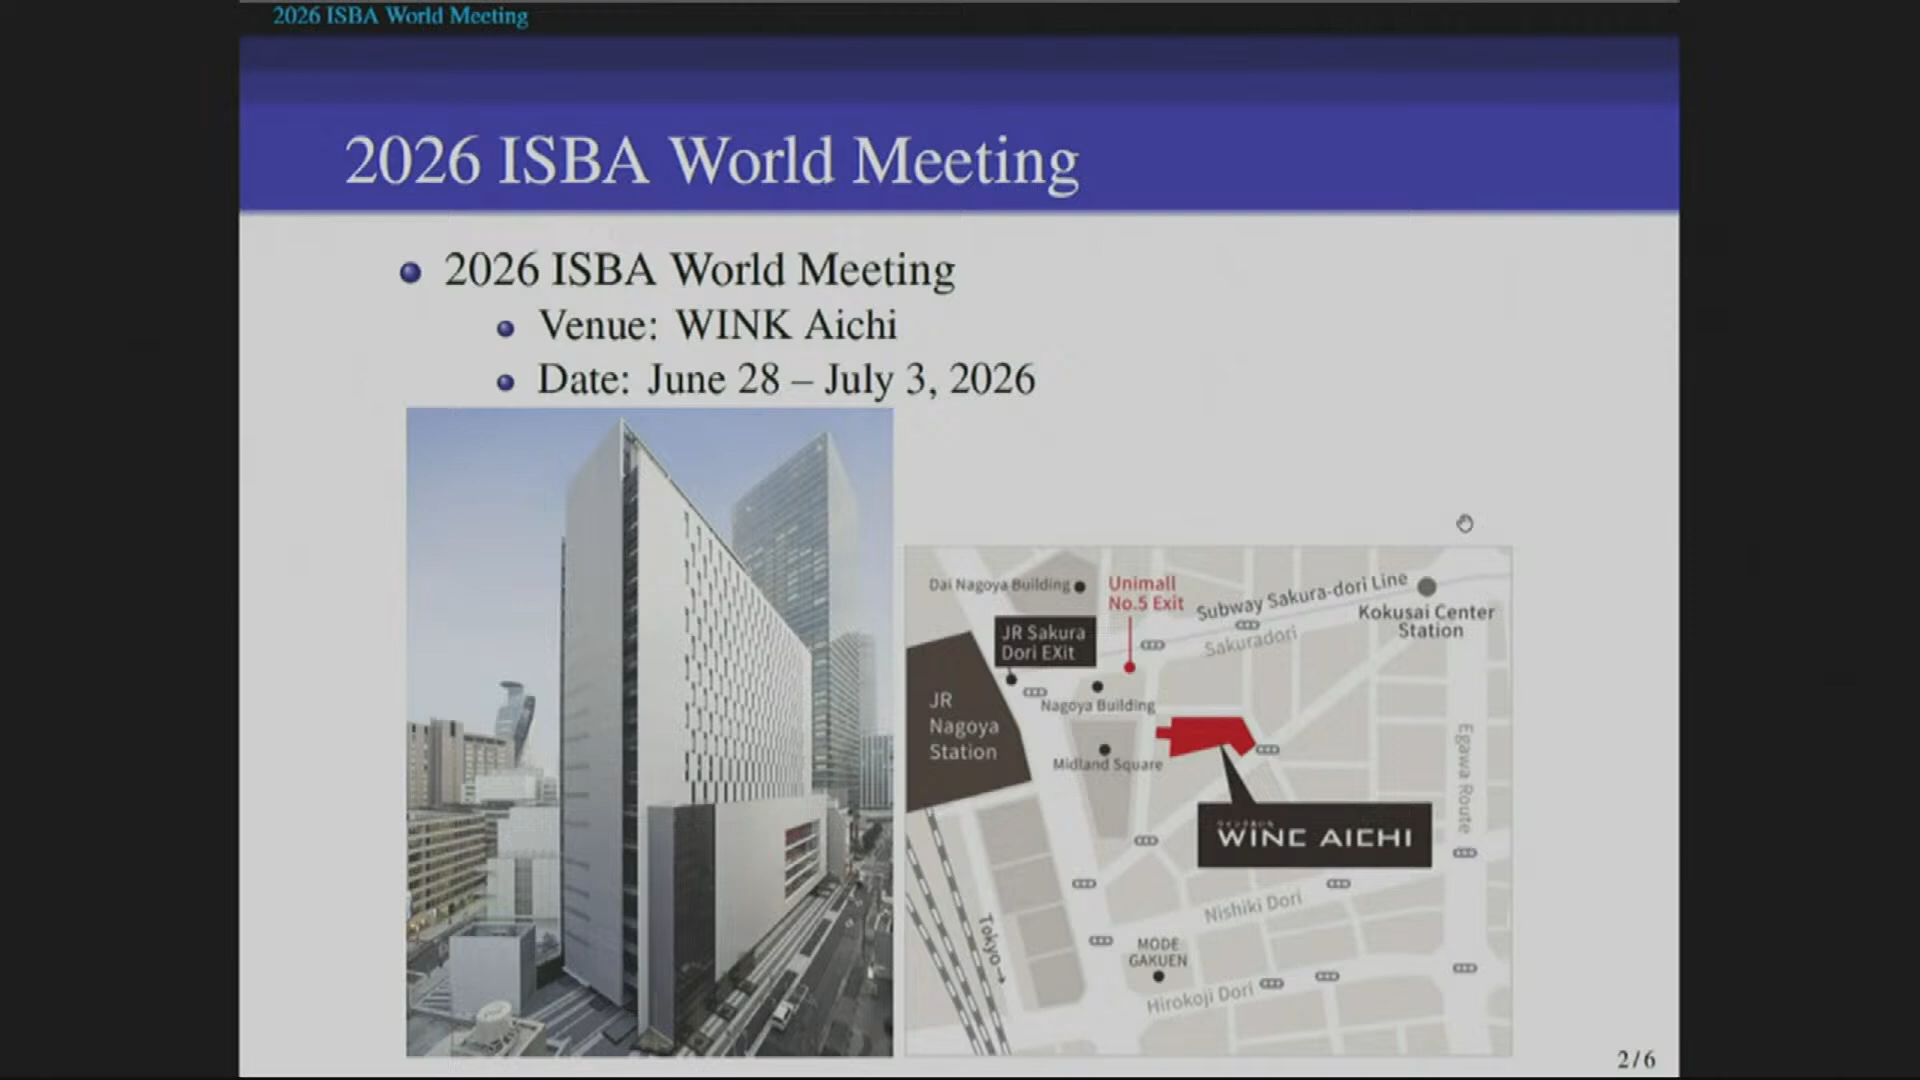 2026 ISBA World Meeting
2026 ISBA World Meeting
2026 ISBA World Meeting
Venue: WINK Aichi
Date: June 28 – July 3, 2026
Dai Nagoya Building
Unimall
No.5 Exit
Subway Sakura-dori Line
Kokusai Center
Station
JR Sakura
Dori EXit
Sakuradori
JR
Nagoya
Station
Nagoya Building
Midland Square
Egawa Route
WINC AICHI
Nishiki Dori
Tokyo→
MODE
GAKUEN
Hirokoji Dori
2 / 6